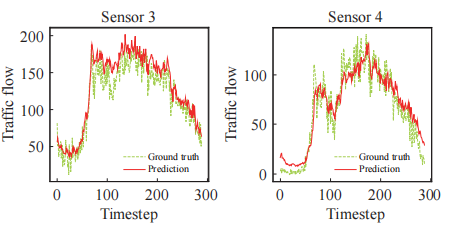 Sensor 3
Traffic flow
200
150
100
50
Ground truth
Prediction
0 100 200 300
Timestep
Sensor 4
Traffic flow
100
50
0
Ground truth
Prediction
0 100 200 300
Timestep